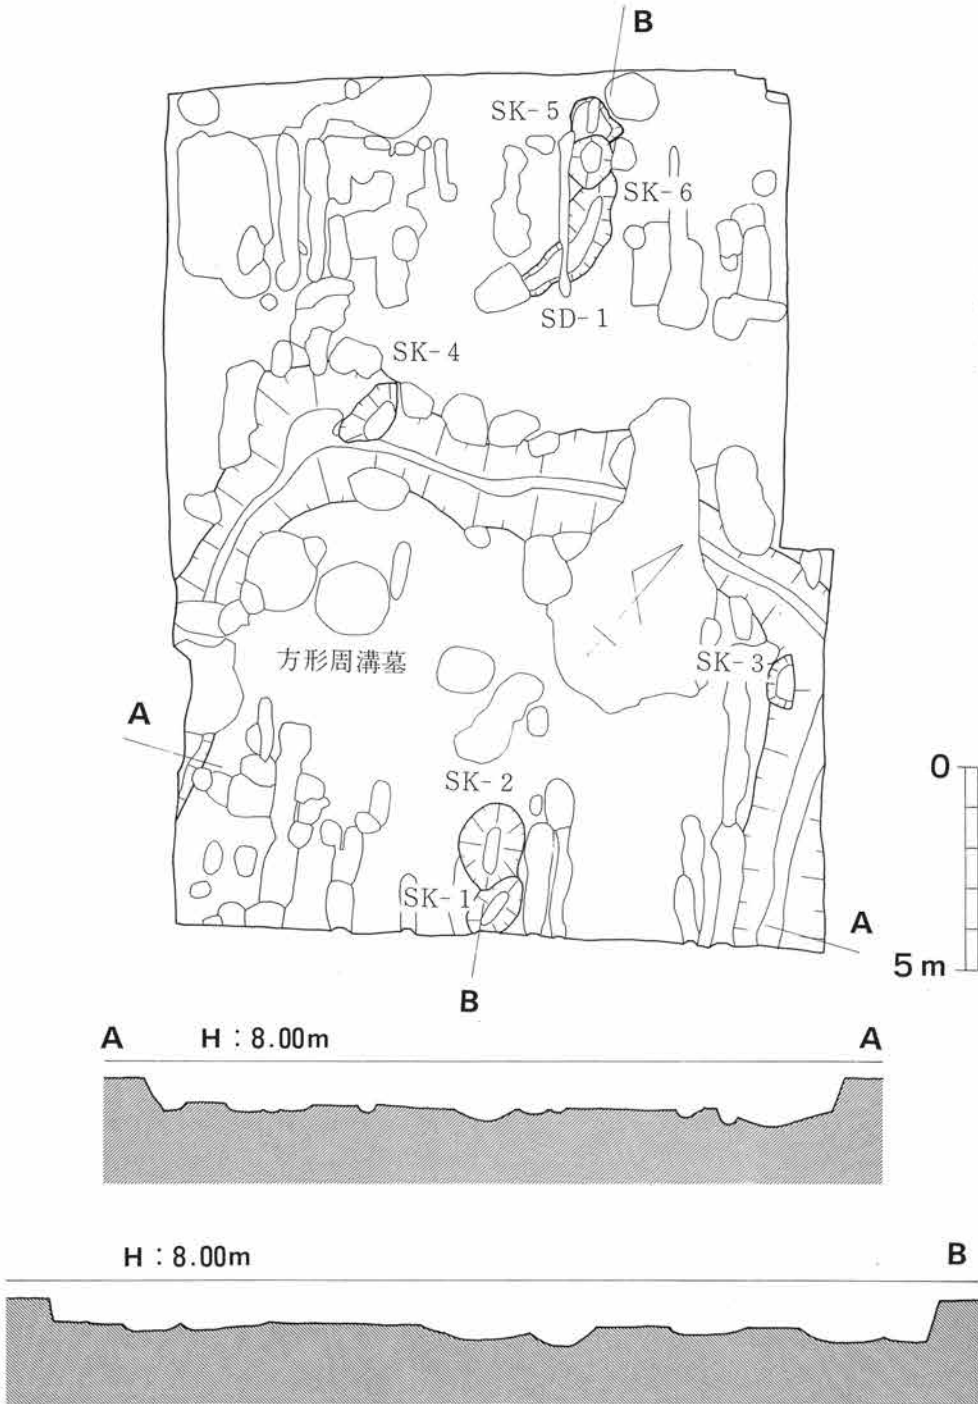 B
SK-5
SK-6
SD-1
SK-4
方形周溝墓
SK-3
A
SK-2
0
SK-1
A
5m
B
A H：8.00m A
H：8.00m B